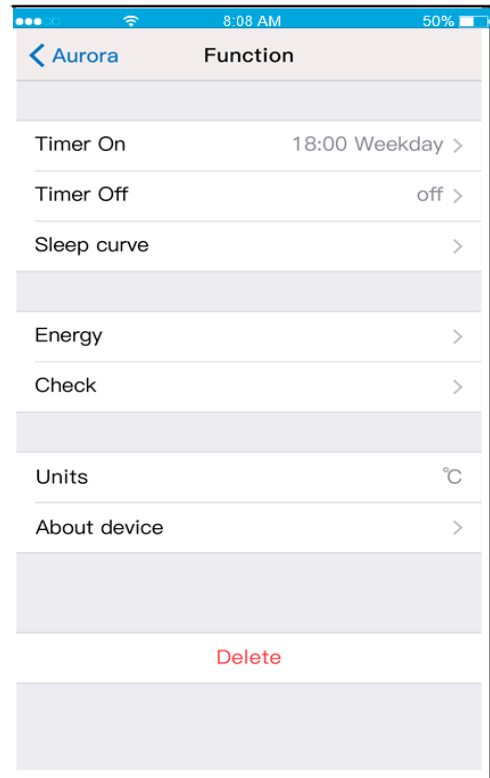 8:08 AM 50%
Aurora Function
Timer On 18:00 Weekday
Timer Off off
Sleep curve
Energy
Check
Units ℃
About device
Delete